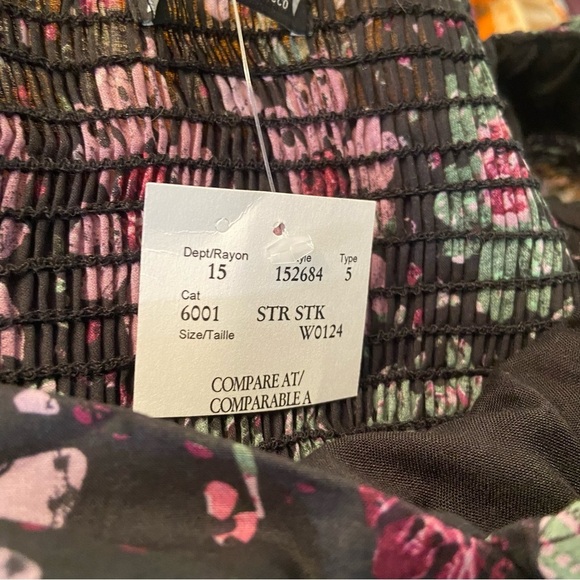 Dept/Rayon Type
15 152684 5
Cat
6001 STR STK
Size/Taille W0124
COMPARE AT/
COMPARABLE A